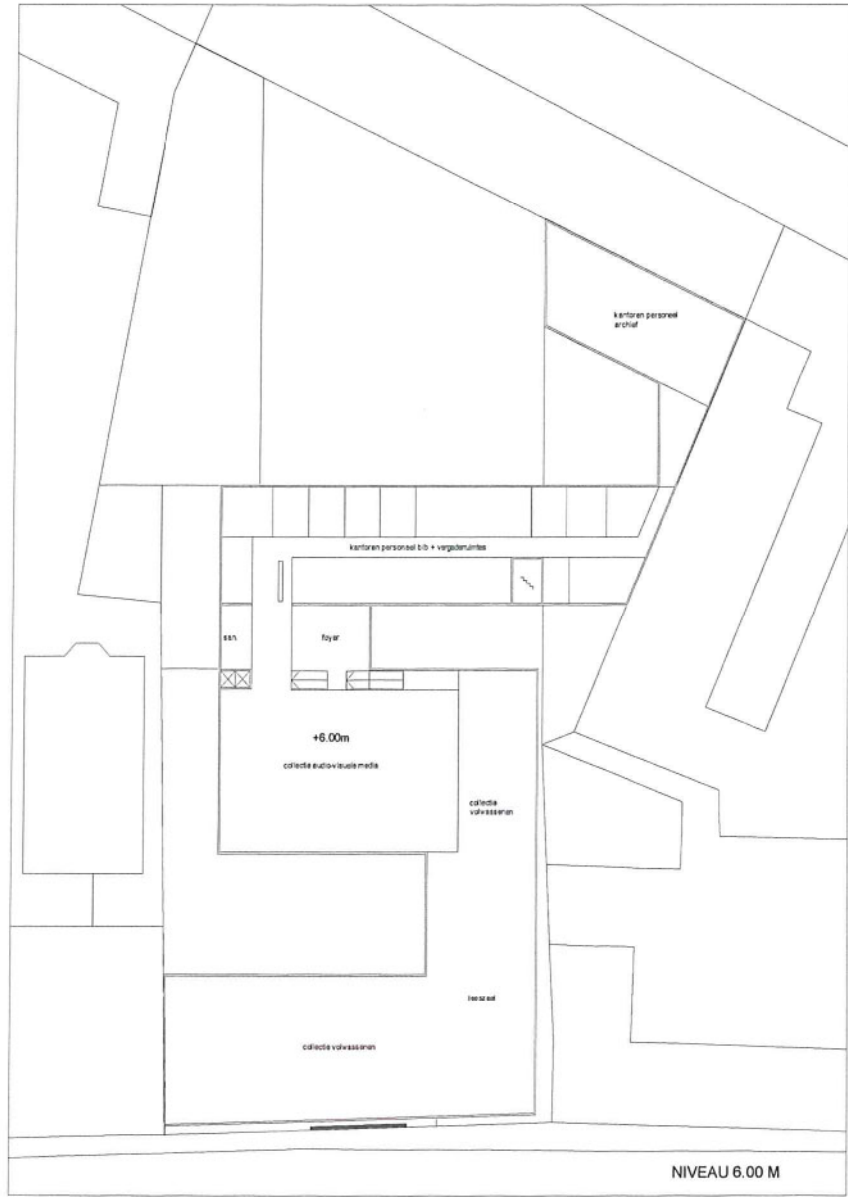 kantoren personeel
archief
kantoren personeel bib + vergaderruimtes
san.
foyer
+6.00m
collectie audio-visuele media
collectie
volwassenen
leeszaal
collectie volwassenen
NIVEAU 6.00 M